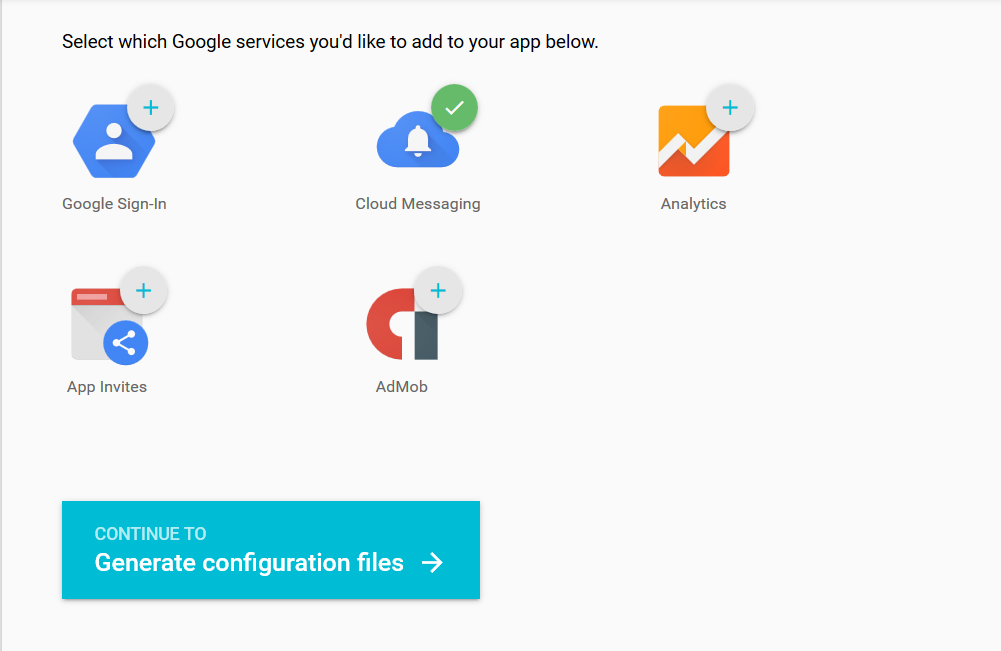 Select which Google services you'd like to add to your app below.
Google Sign-In
Cloud Messaging
Analytics
App Invites
AdMob
CONTINUE TO
Generate configuration files